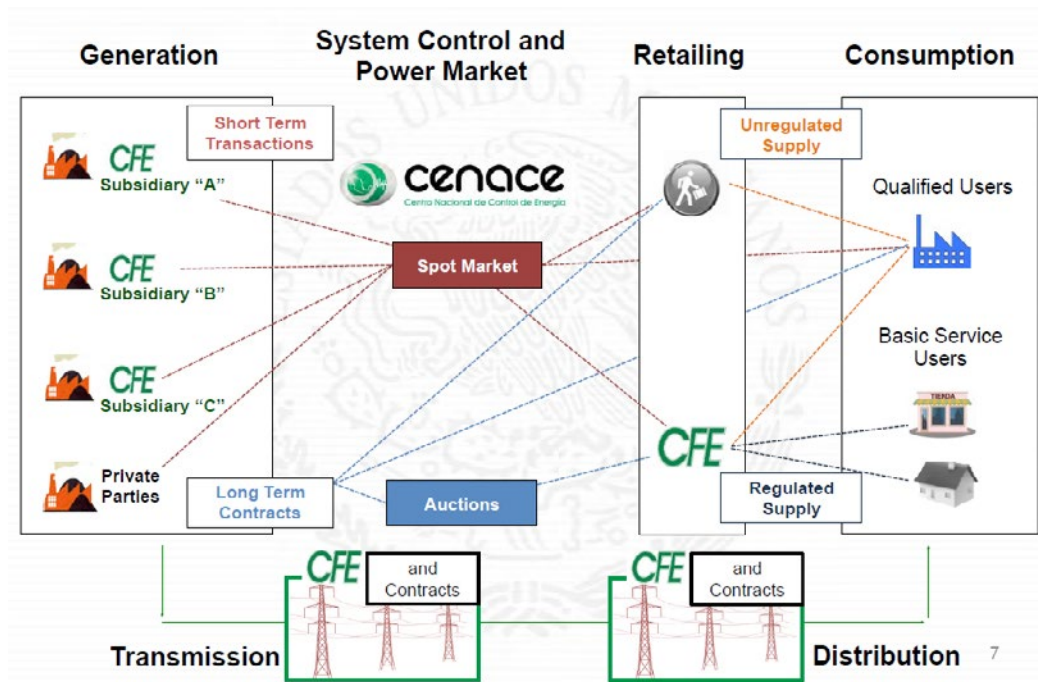 Generation
System Control and
Power Market
Retailing
Consumption
Short Term
Transactions
Unregulated
Supply
CFE
Subsidiary “A”
cenace
Centro Nacional de Control de Energía
Qualified Users
Spot Market
CFE
Subsidiary “B”
Basic Service
Users
CFE
Subsidiary “C”
TIERDA
CFE
Private
Parties
Long Term
Contracts
Auctions
Regulated
Supply
CFE
and
Contracts
CFE
and
Contracts
Transmission
Distribution
7
UNIDOS M